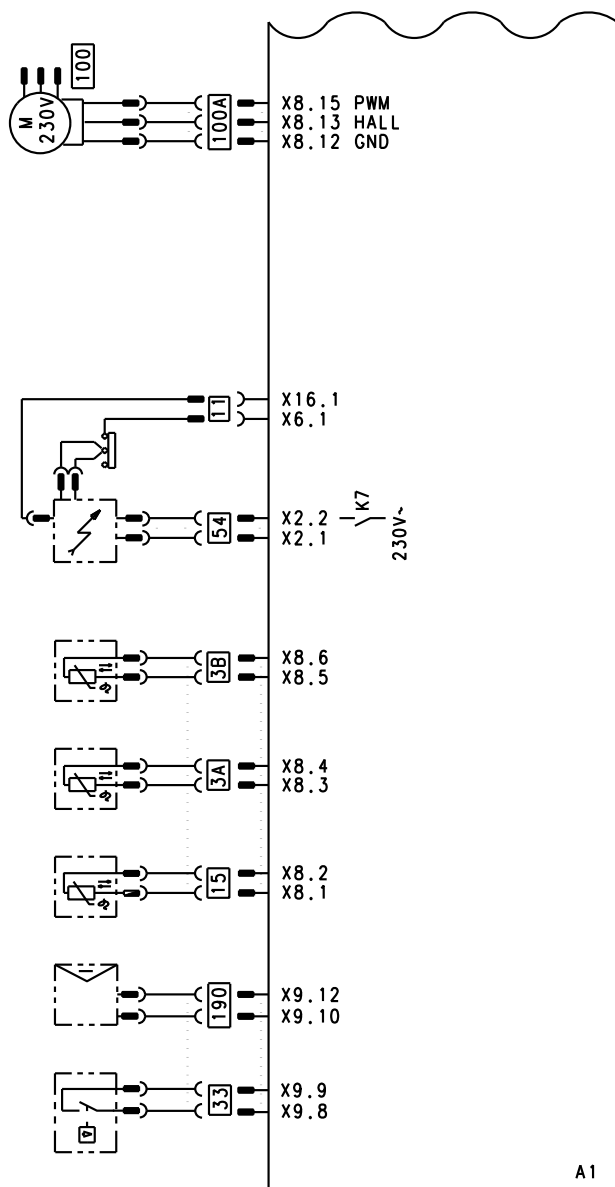 100
M
230V
100A
X8.15 PWM
X8.13 HALL
X8.12 GND
11
X16.1
X6.1
54
X2.2
X2.1
K7
230V~
3B
X8.6
X8.5
3A
X8.4
X8.3
15
X8.2
X8.1
190
X9.12
X9.10
33
X9.9
X9.8
A1